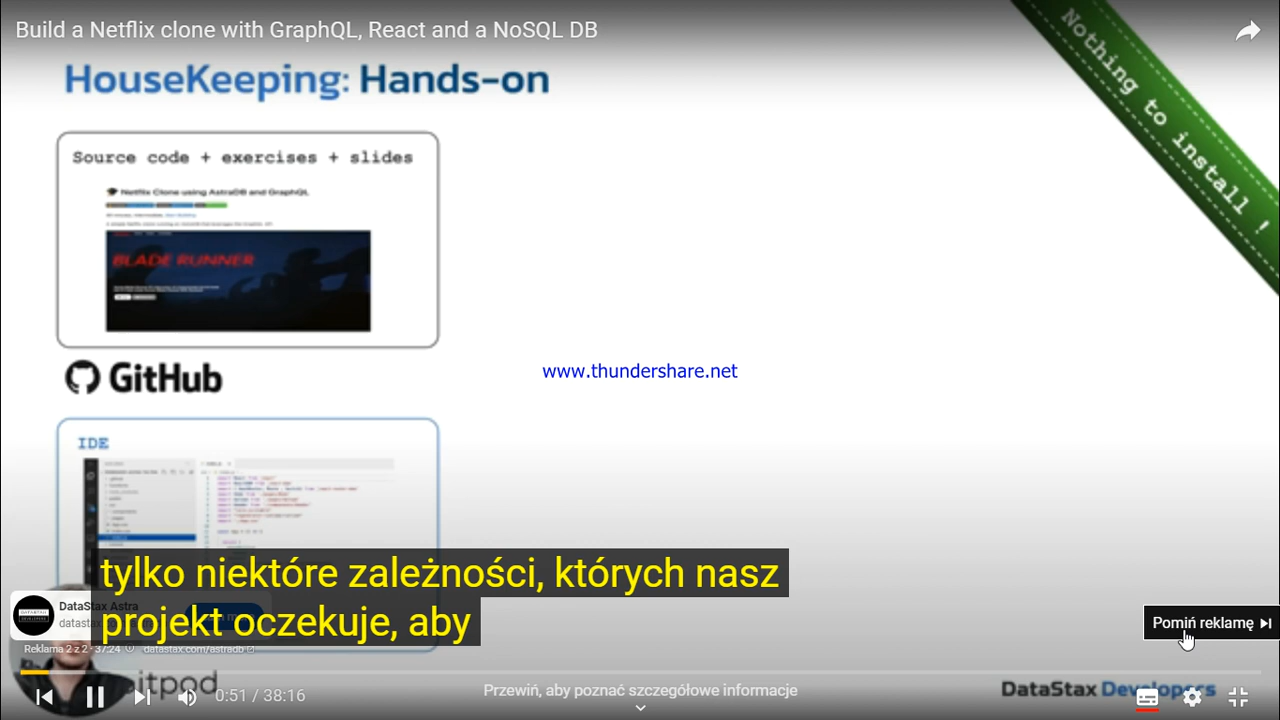 Build a Netflix clone with GraphQL, React and a NoSQL DB
HouseKeeping: Hands-on
Nothing to install !
Source code + exercises + slides
Netflix Clone using AstraDB and GraphQL
BLADE RUNNER
GitHub
www.thundershare.net
IDE
tylko niektóre zależności, których nasz
projekt oczekuje, aby
DataStax Astra
Pomiń reklamę
Reklama 2 z 2 · 37:24
datastax.com/astradb
itpod
0:51 / 38:16
Przewiń, aby poznać szczegółowe informacje
DataStax Developers